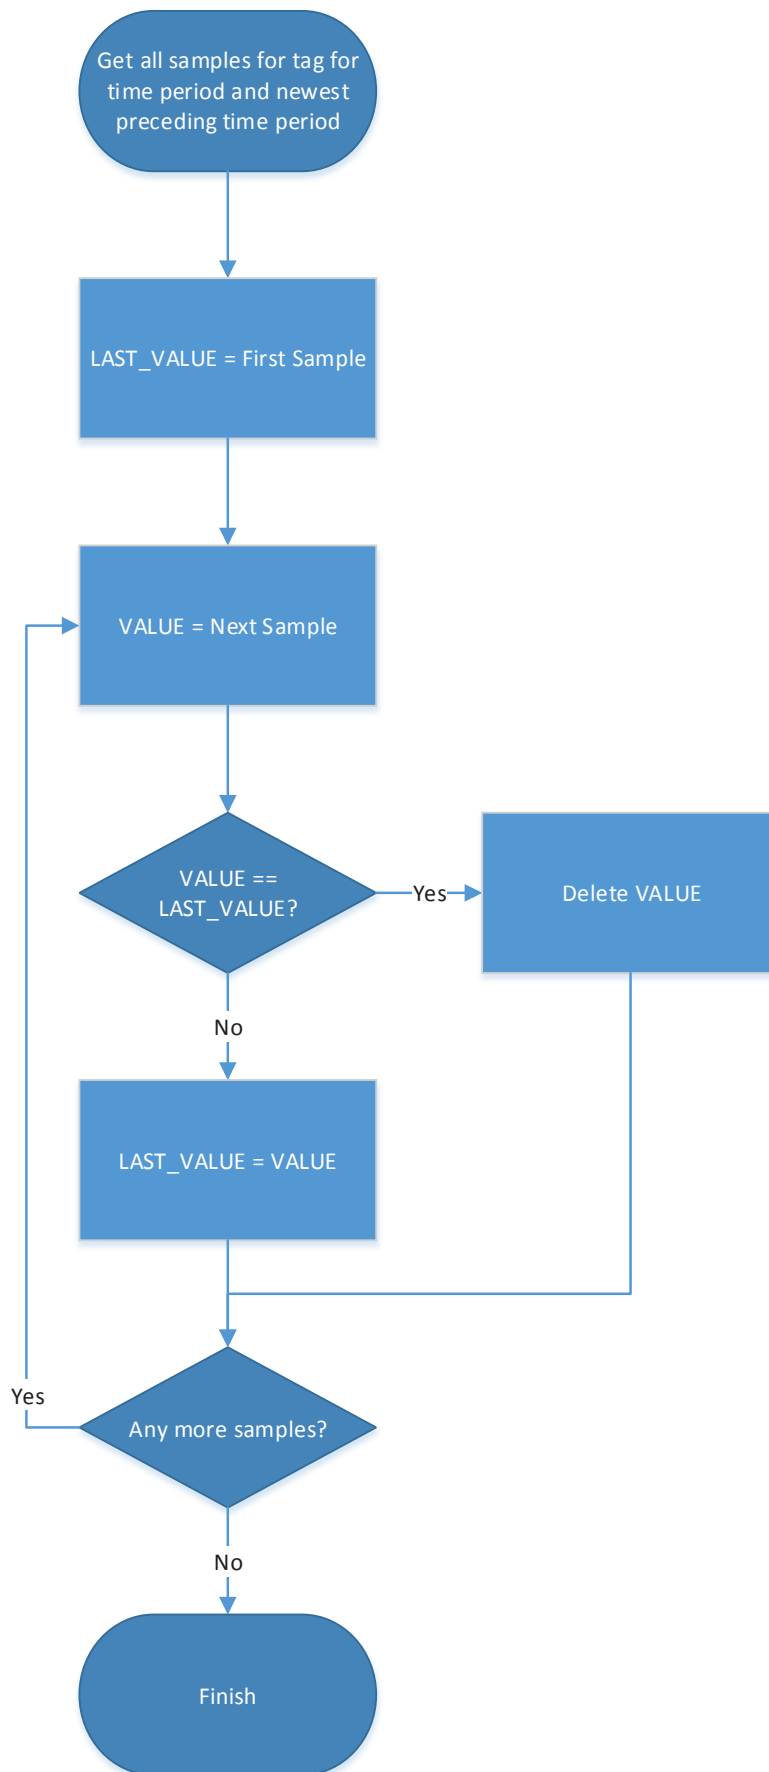 Get all samples for tag for
time period and newest
preceding time period
LAST_VALUE = First Sample
VALUE = Next Sample
VALUE ==
LAST_VALUE?
Yes
Delete VALUE
No
LAST_VALUE = VALUE
Yes
Any more samples?
No
Finish